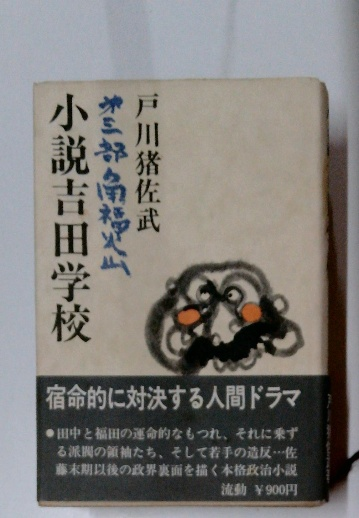 戸川猪佐武
第三部角福火山
小説吉田学校
宿命的に対決する人間ドラマ
●田中と福田の運命的なもつれ、それに乗ず
る派閥の領袖たち、そして若手の造反…佐
藤末期以後の政界裏面を描く本格政治小説
流動 ￥900円